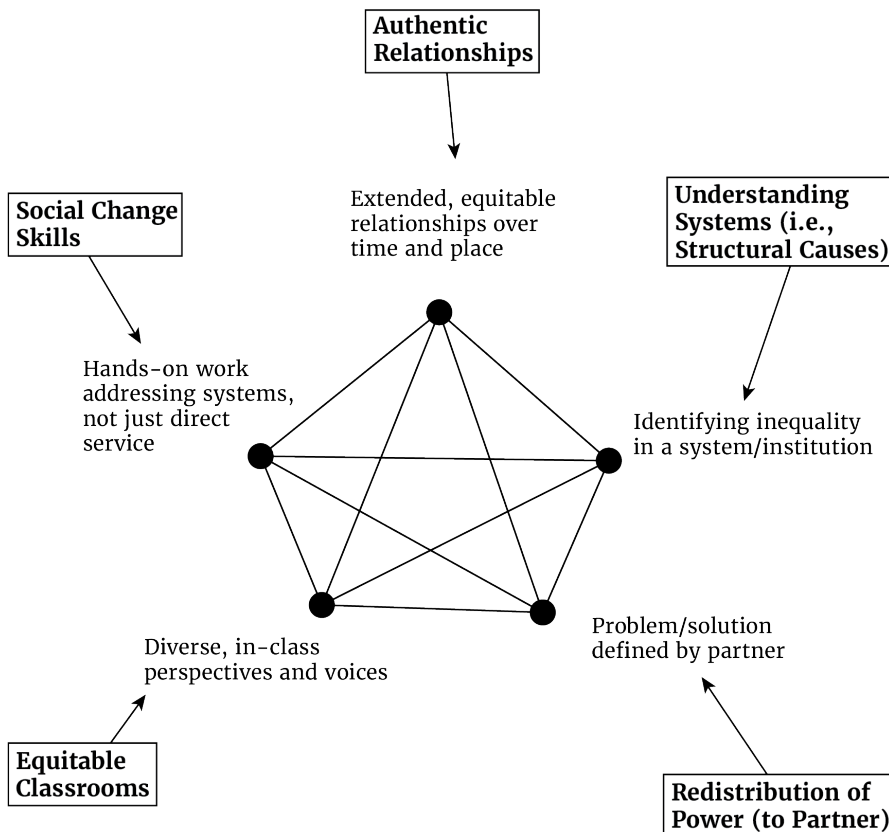 Authentic
Relationships
Extended, equitable
relationships over
time and place
Understanding
Systems (i.e.,
Structural Causes)
Identifying inequality
in a system/institution
Social Change
Skills
Hands-on work
addressing systems,
not just direct
service
Diverse, in-class
perspectives and voices
Equitable
Classrooms
Problem/solution
defined by partner
Redistribution of
Power (to Partner)